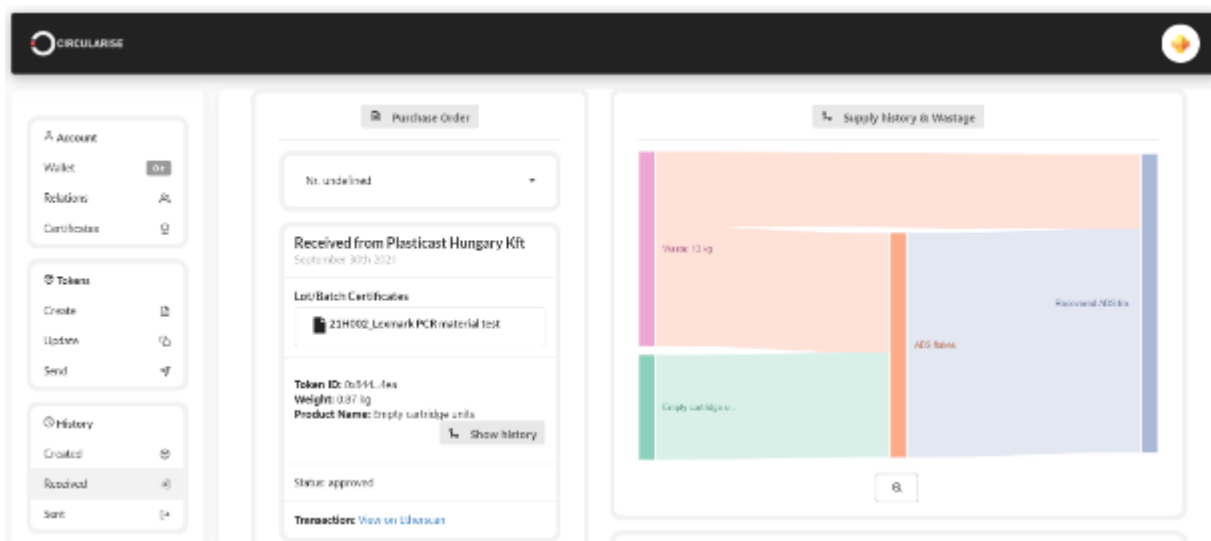 CIRCULARISE
Account
Wallet
Relations
Certificates
Tokens
Create
Update
Send
History
Created
Received
Sent
Purchase Order
Nr. undefined
Received from Plasticast Hungary Kft
September 30th 2021
Lot/Batch Certificates
21H002_Lexmark PCR material test
Token ID:
Weight: 0.87 kg
Product Name: Empty cartridge units
Show history
Status: approved
Transaction: View on Etherscan
Supply history & Wastage
Waste: 13 kg
Empty cartridge u...
ABS flakes
Recovered ABS fro...